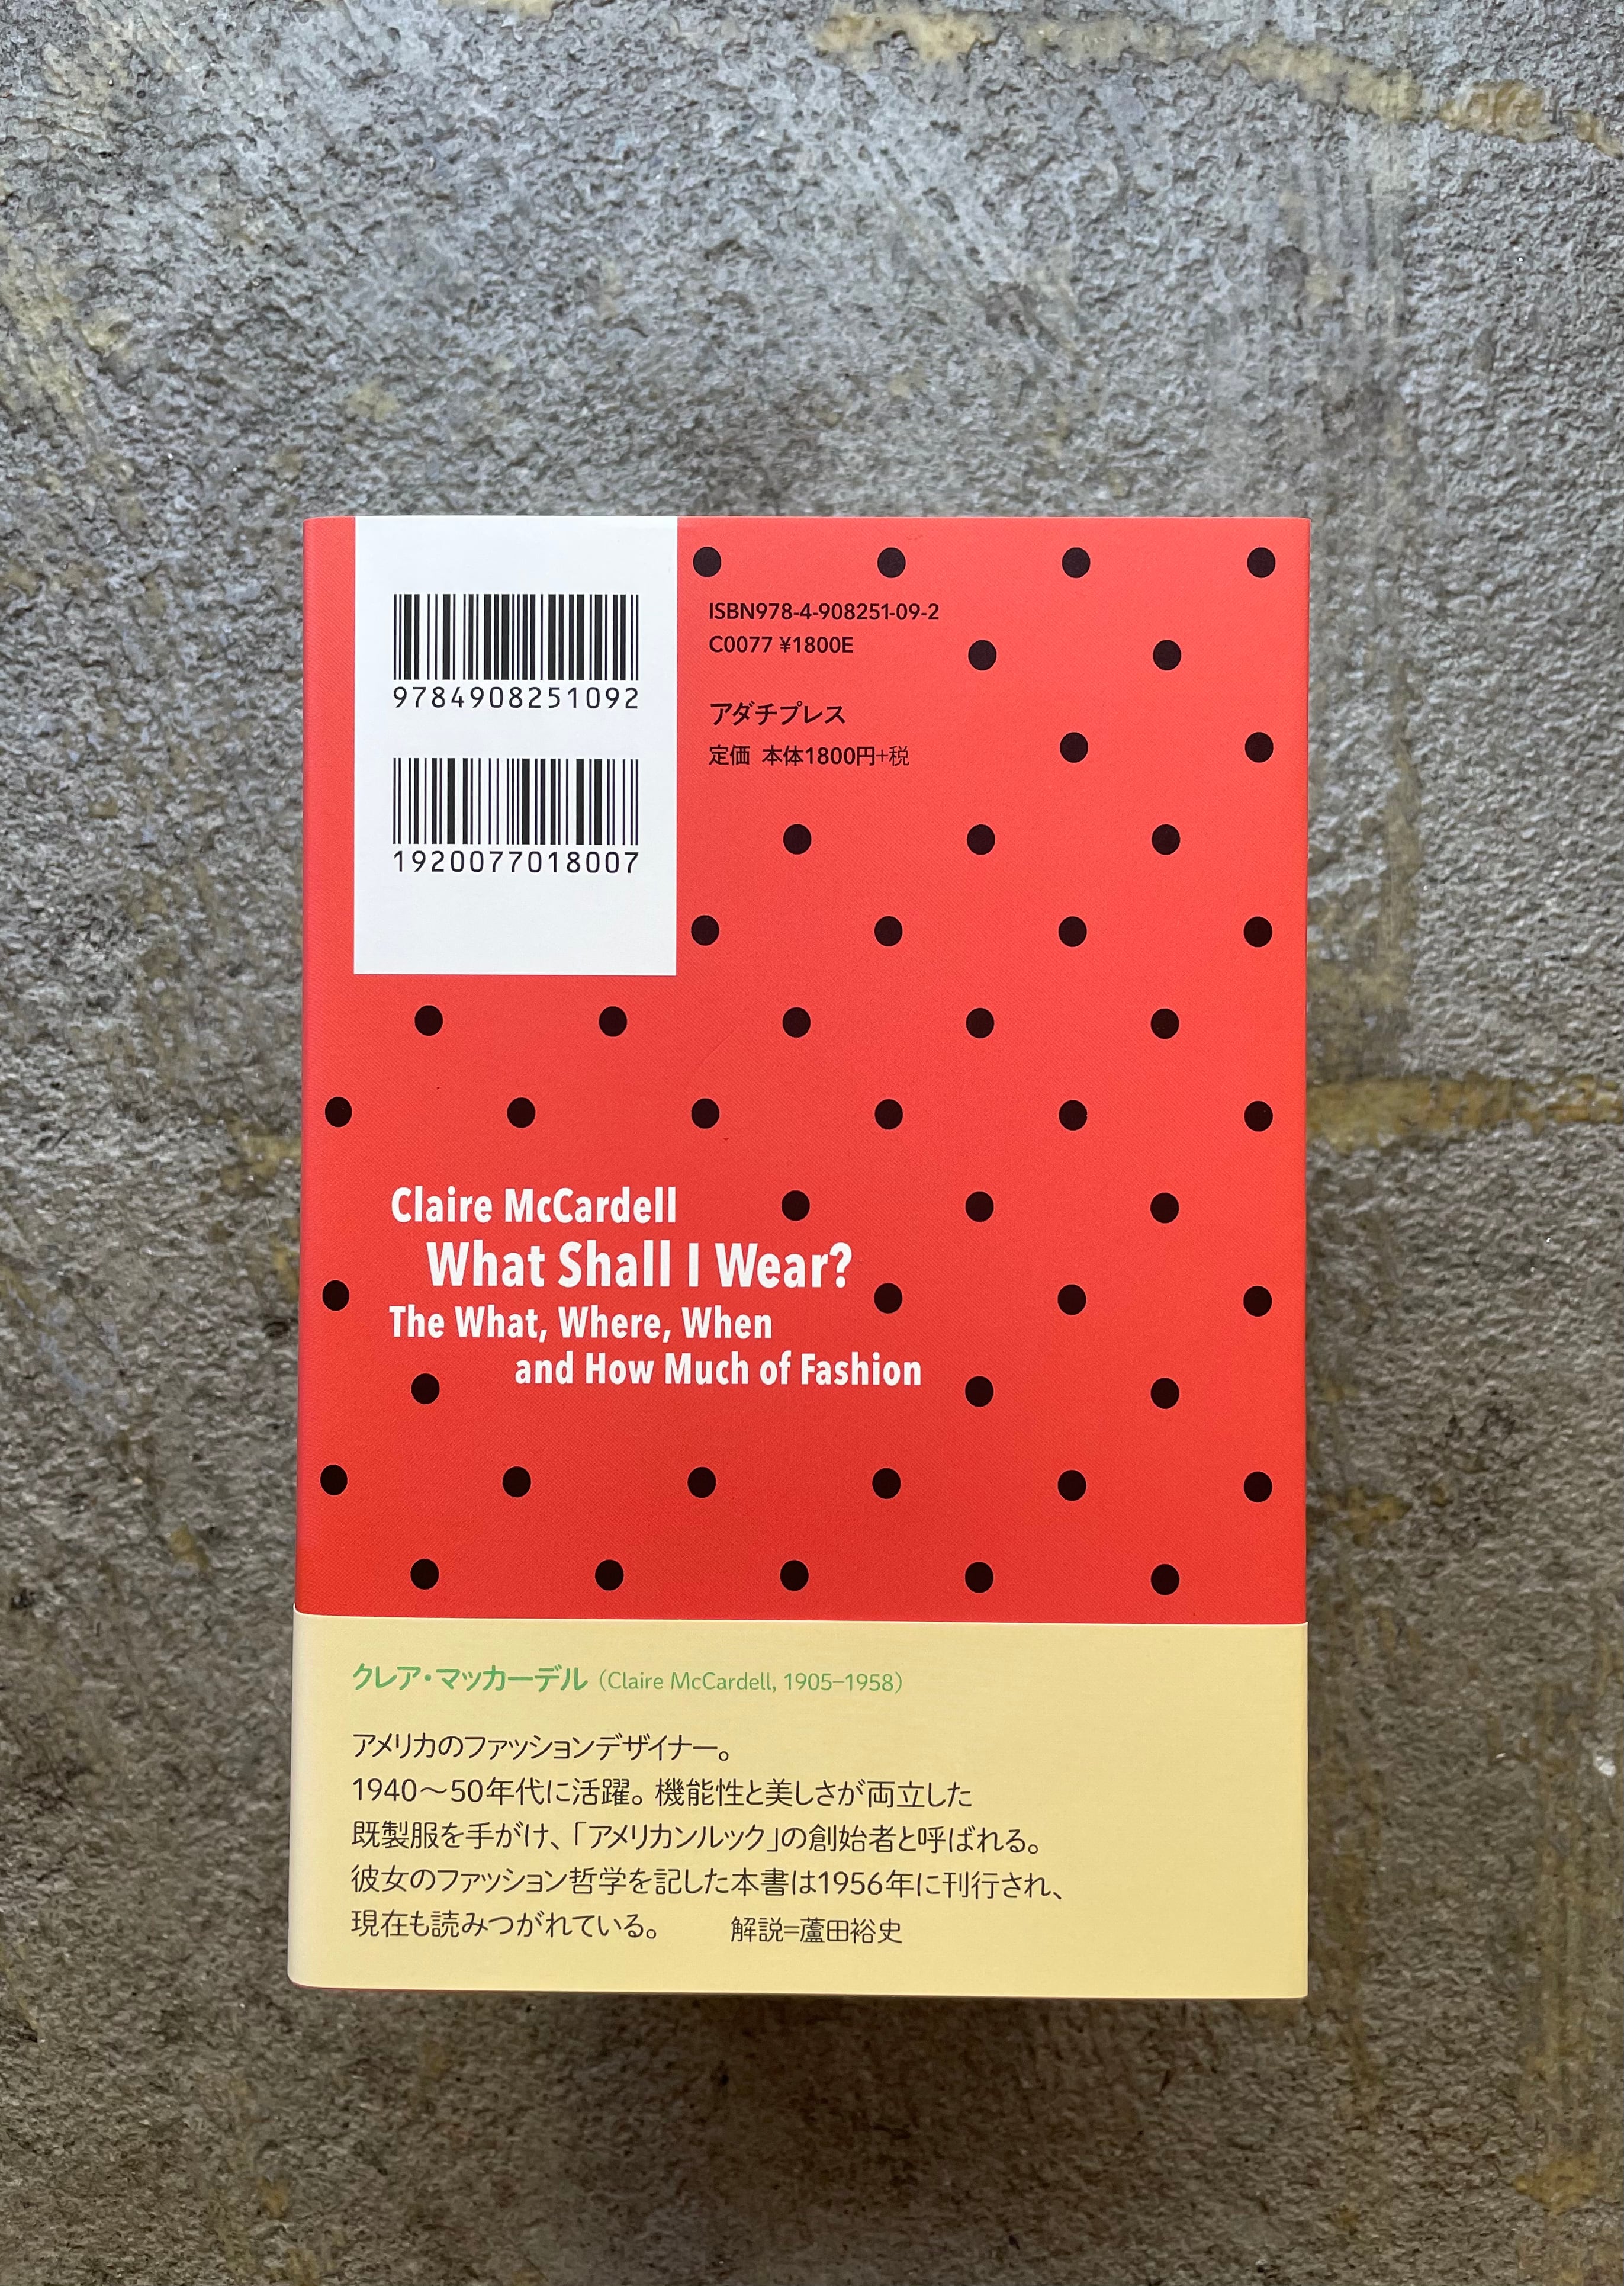 9784908251092
1920077018007
ISBN978-4-908251-09-2
C0077 ¥1800E
アダチプレス
定価 本体1800円+税
Claire McCardell
What Shall I Wear?
The What, Where, When
and How Much of Fashion
クレア・マッカーデル（Claire McCardell, 1905–1958）
アメリカのファッションデザイナー。
1940〜50年代に活躍。機能性と美しさが両立した
既製服を手がけ、「アメリカンルック」の創始者と呼ばれる。
彼女のファッション哲学を記した本書は1956年に刊行され、
現在も読みつがれている。 解説=蘆田裕史